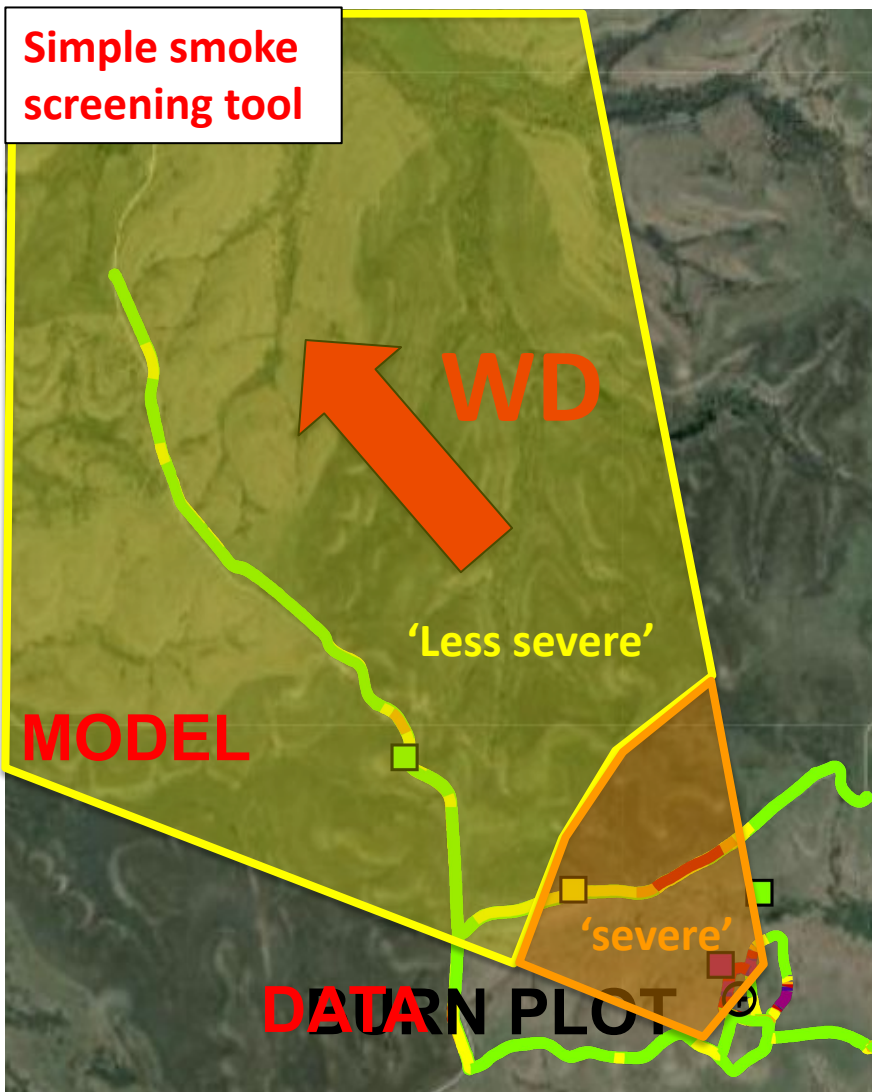 Simple smoke
screening tool
WD
‘Less severe’
MODEL
‘severe’
DATA
BURN PLOT